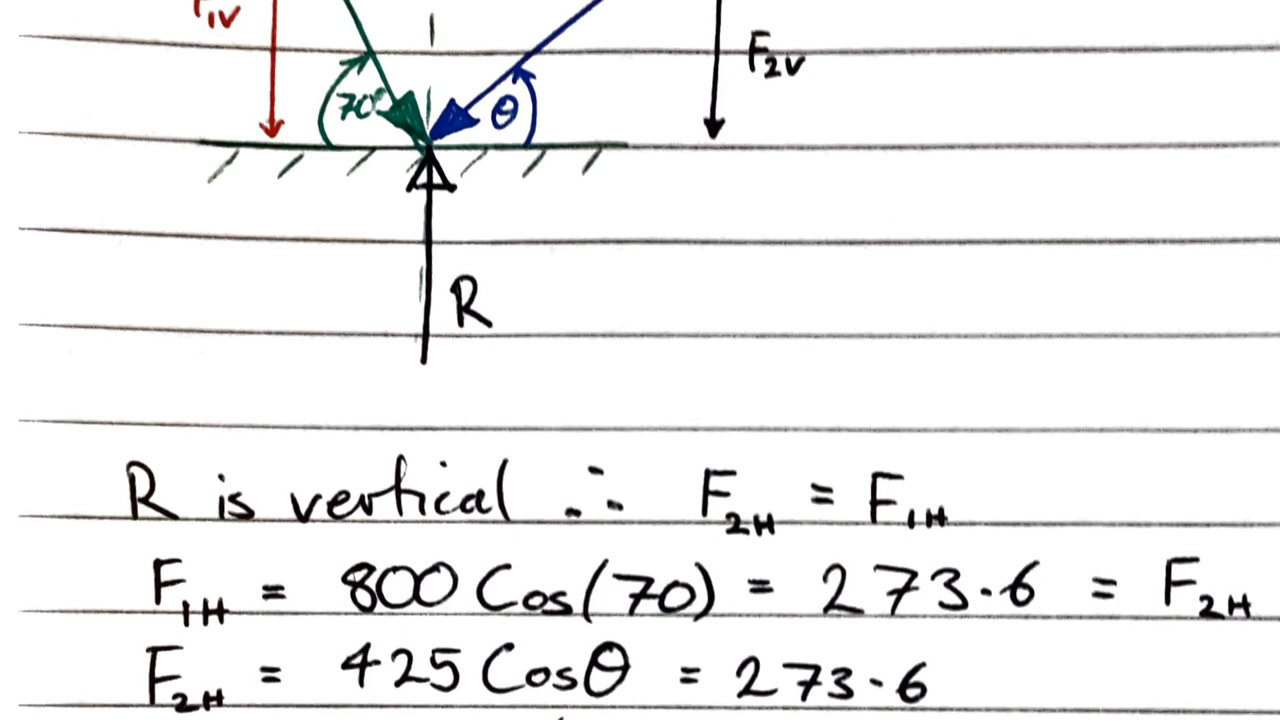 F1V
F2V
70°
θ
R
R is vertical ∴ F2H = F1H
F1H = 800 Cos(70) = 273.6 = F2H
F2H = 425 Cosθ = 273.6